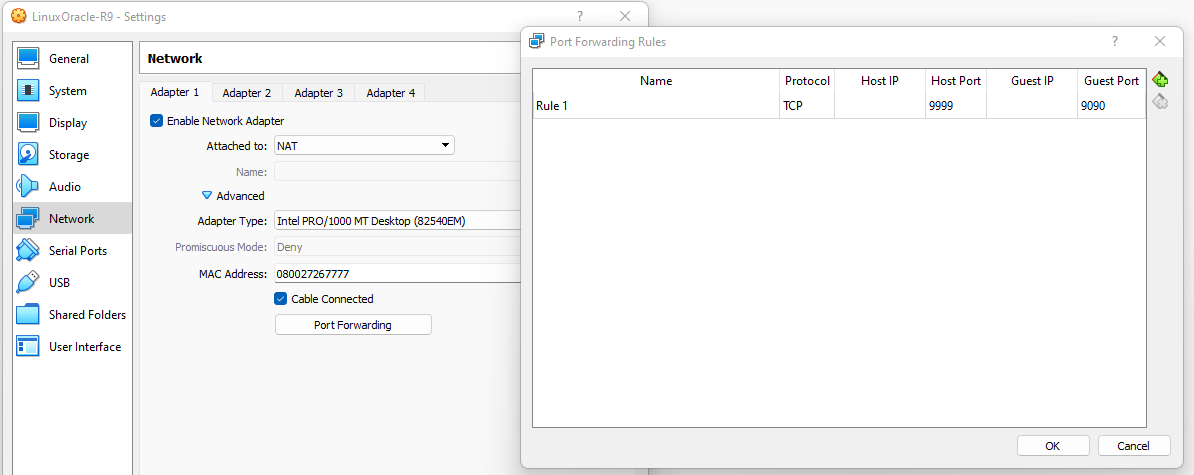 LinuxOracle-R9 - Settings
?
General
System
Display
Storage
Audio
Network
Serial Ports
USB
Shared Folders
User Interface
Network
Adapter 1 Adapter 2 Adapter 3 Adapter 4
Enable Network Adapter
Attached to: NAT
Name:
Advanced
Adapter Type: Intel PRO/1000 MT Desktop (82540EM)
Promiscuous Mode: Deny
MAC Address: 080027267777
Cable Connected
Port Forwarding
Port Forwarding Rules
?
Name Protocol Host IP Host Port Guest IP Guest Port
Rule 1 TCP 9999 9090
OK Cancel